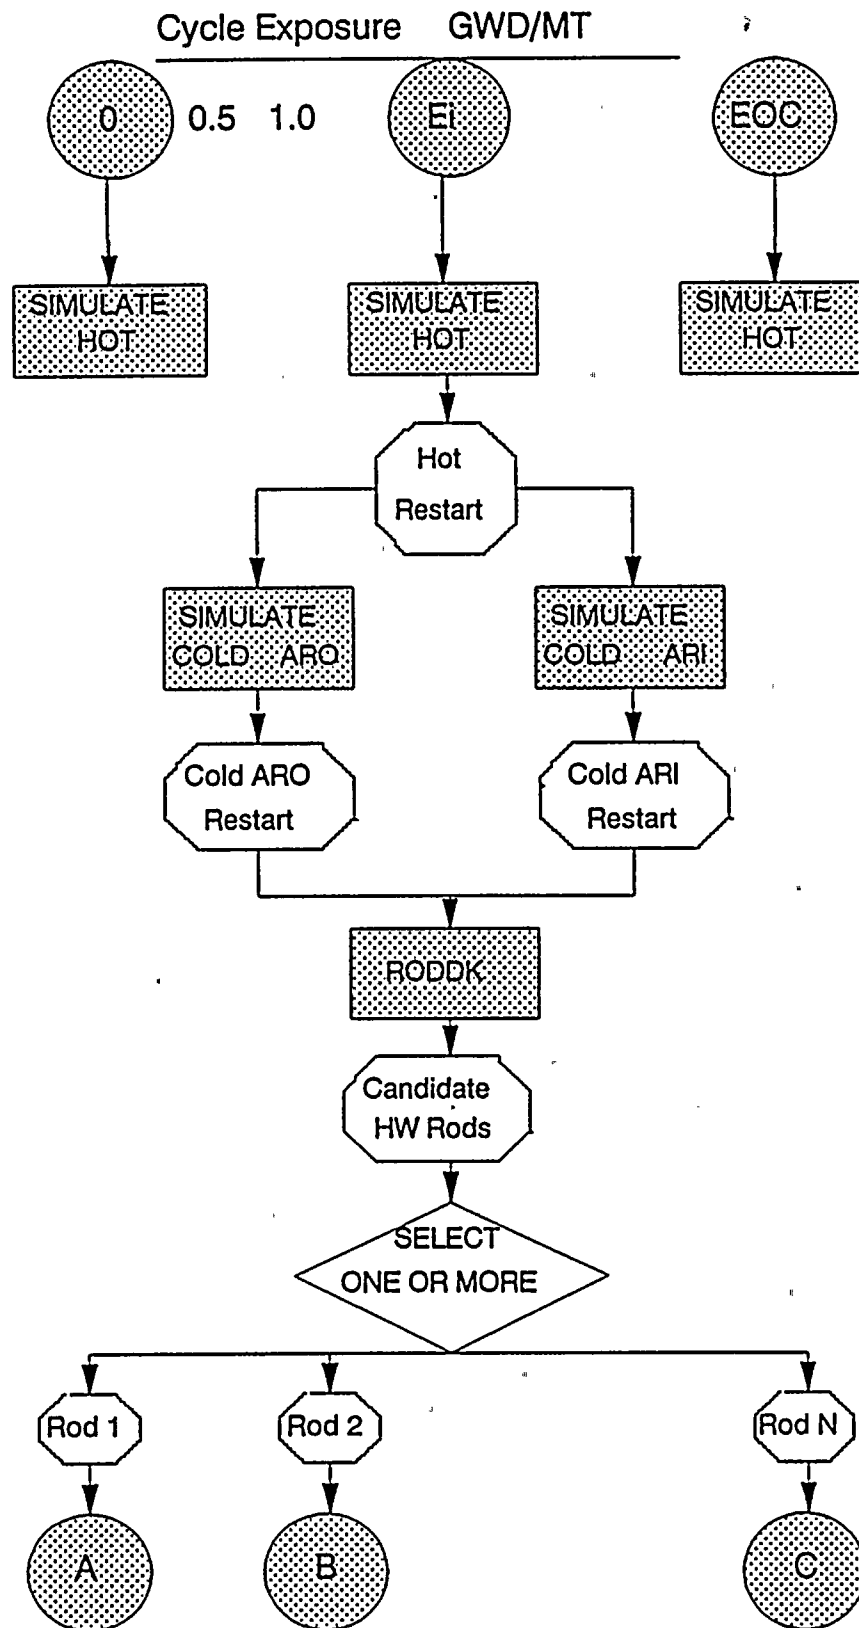 Cycle Exposure GWD/MT
0 0.5 1.0 Ei EOC
SIMULATE HOT
SIMULATE HOT
SIMULATE HOT
Hot
Restart
SIMULATE
COLD ARO
SIMULATE
COLD ARI
Cold ARO
Restart
Cold ARI
Restart
RODDK
Candidate
HW Rods
SELECT
ONE OR MORE
Rod 1 Rod 2 Rod N
A B C